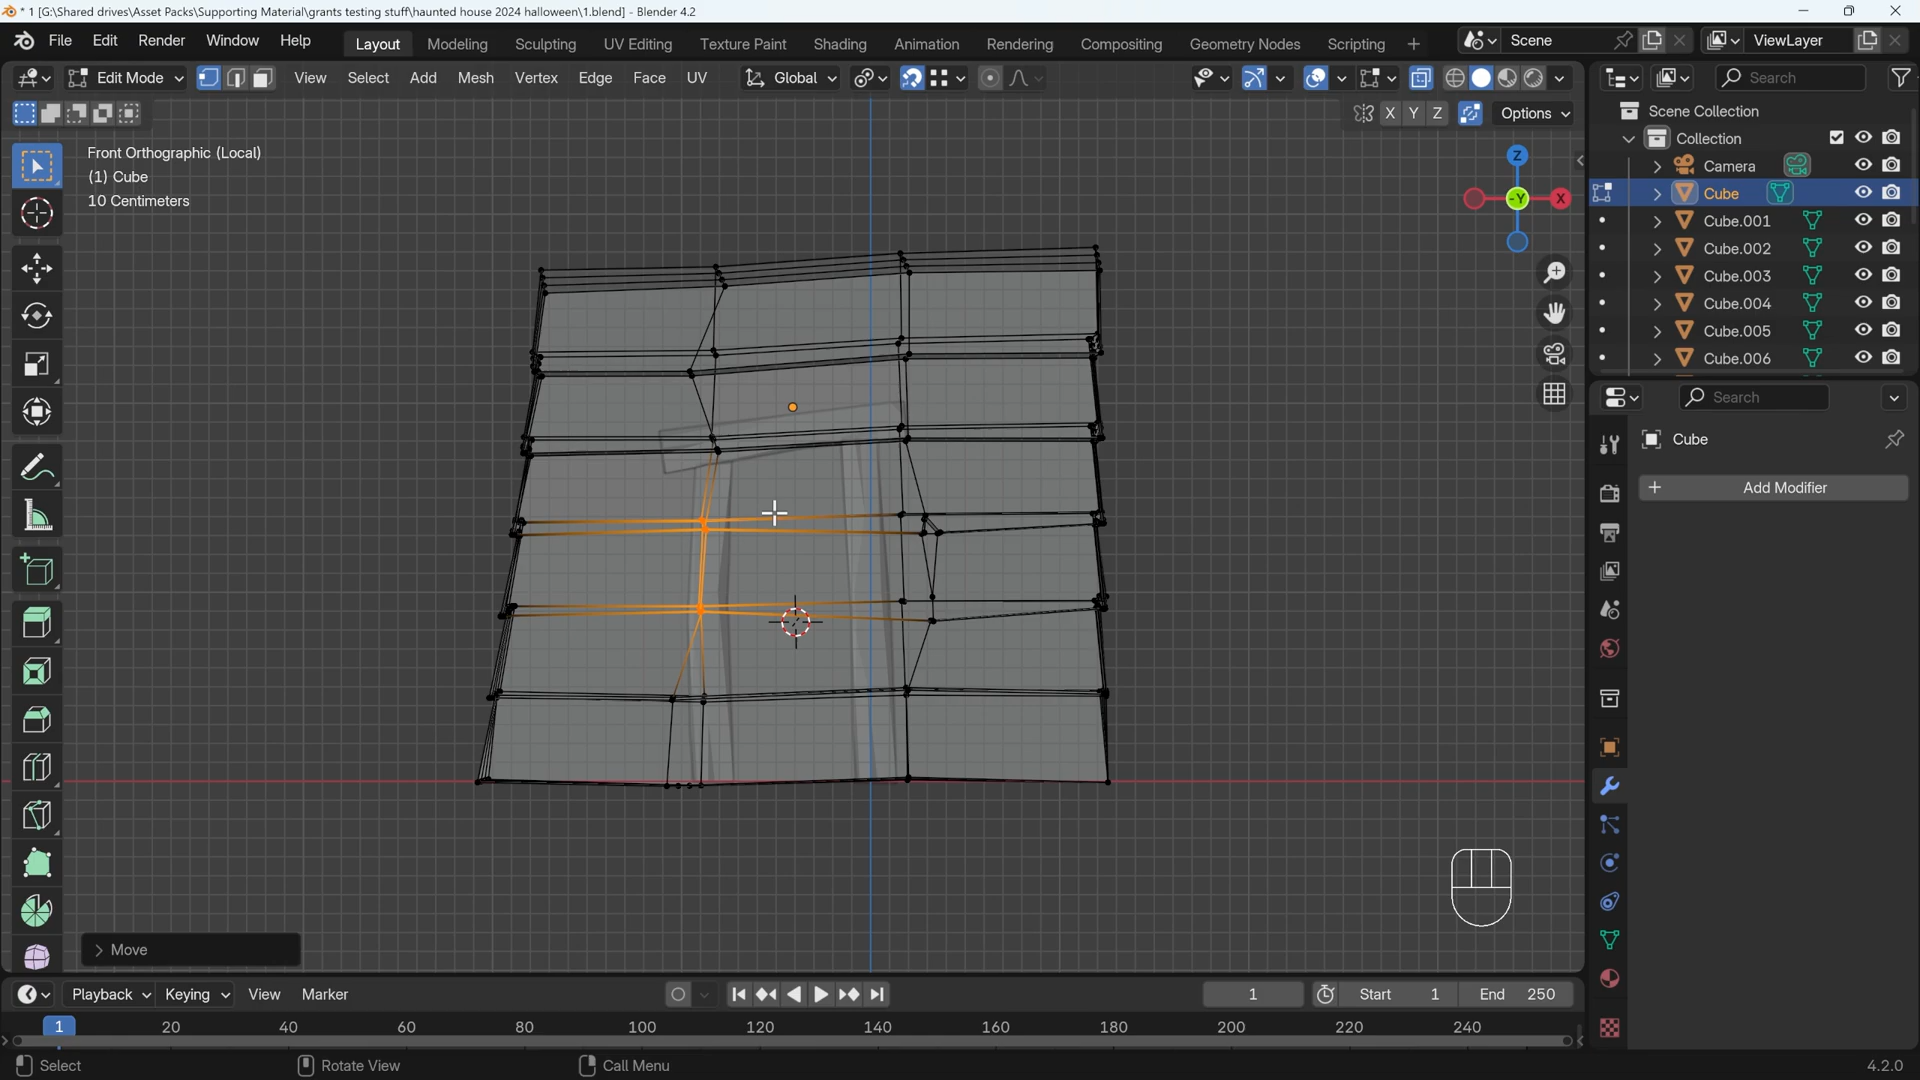 * 1 [G:\Shared drives\Asset Packs\Supporting Material\grants testing stuff\haunted house 2024 halloween\1.blend] - Blender 4.2
File Edit Render Window Help Layout Modeling Sculpting UV Editing Texture Paint Shading Animation Rendering Compositing Geometry Nodes Scripting + Scene ViewLayer
Edit Mode View Select Add Mesh Vertex Edge Face UV Global Search
X Y Z Options
Scene Collection
Collection
Camera
Cube
Cube.001
Cube.002
Cube.003
Cube.004
Cube.005
Cube.006
Front Orthographic (Local)
(1) Cube
10 Centimeters
Z
-Y
X
Search
Cube
+ Add Modifier
> Move
Playback Keying View Marker 1 Start 1 End 250
1 20 40 60 80 100 120 140 160 180 200 220 240
Select Rotate View Call Menu 4.2.0